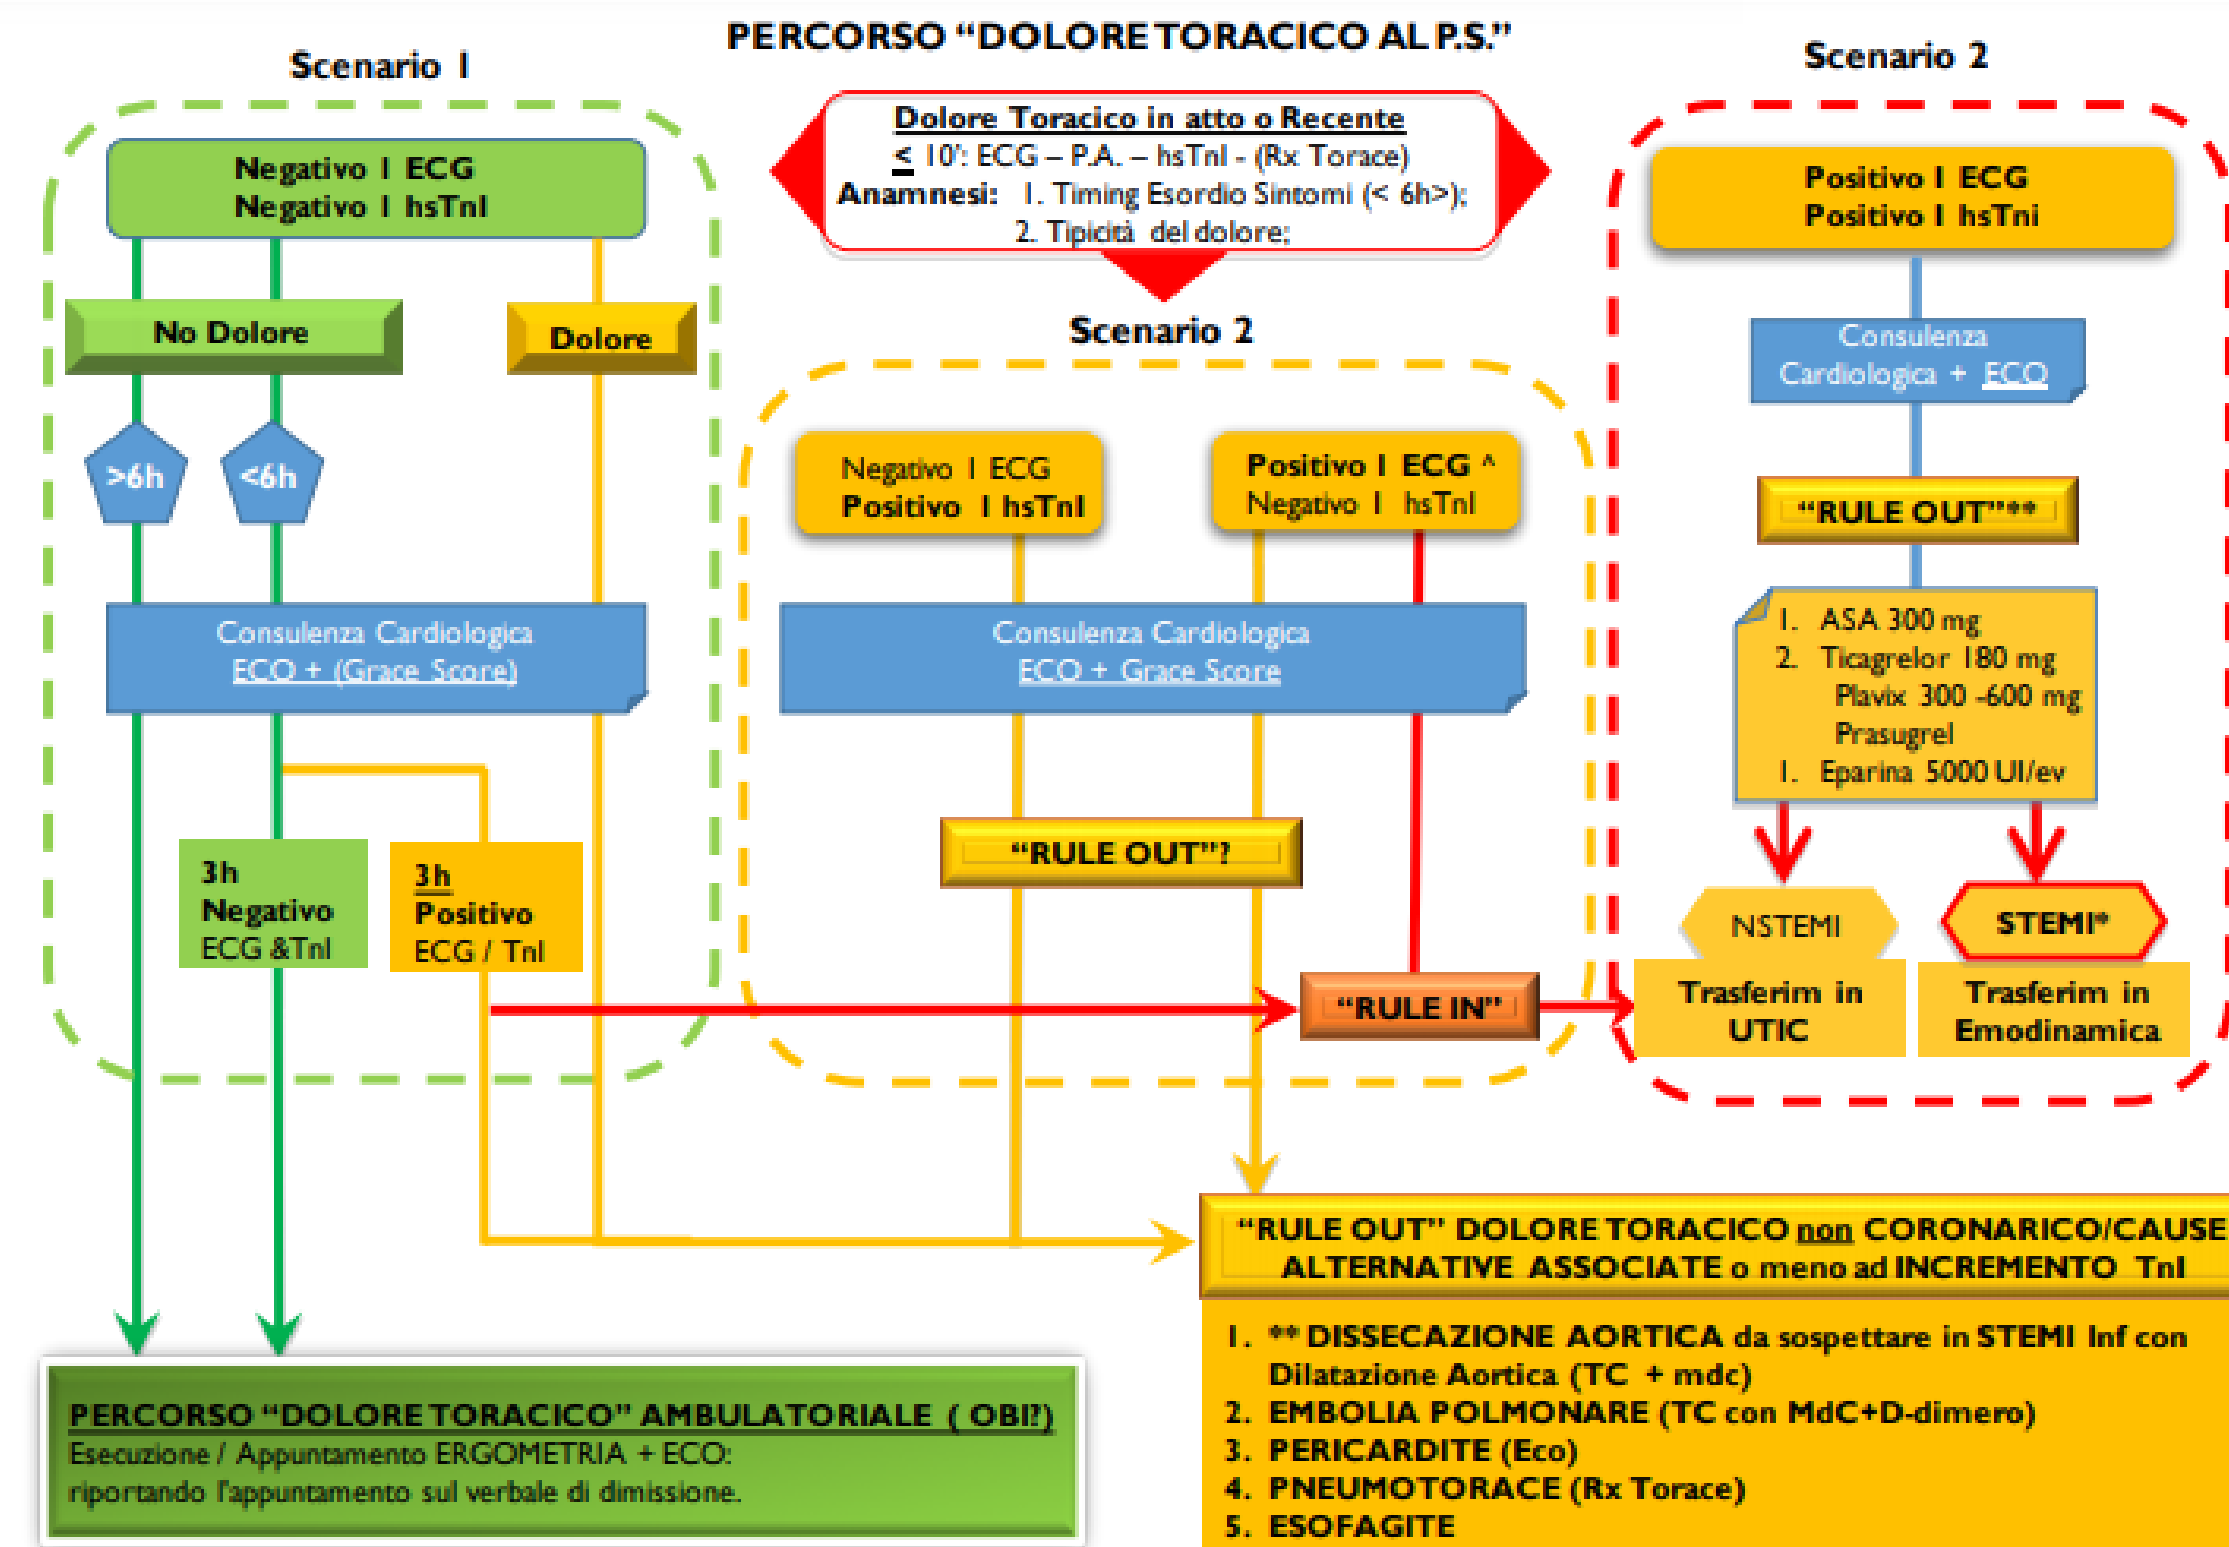 PERCORSO “DOLORE TORACICO AL P.S.”
Scenario 1
Negativo 1 ECG
Negativo 1 hsTnI
No Dolore
Dolore
>6h
<6h
Consulenza Cardiologica
ECO + (Grace Score)
3h
Negativo
ECG &TnI
3h
Positivo
ECG / TnI
Dolore Toracico in atto o Recente
≤ 10': ECG – P.A. – hsTnI - (Rx Torace)
Anamnesi: 1. Timing Esordio Sintomi (< 6h>);
2. Tipicità del dolore;
Scenario 2
Negativo 1 ECG
Positivo 1 hsTnI
Positivo 1 ECG ^
Negativo 1 hsTnI
Consulenza Cardiologica
ECO + Grace Score
“RULE OUT”?
“RULE IN”
Scenario 2
Positivo 1 ECG
Positivo 1 hsTni
Consulenza
Cardiologica + ECO
“RULE OUT”**
1. ASA 300 mg
2. Ticagrelor 180 mg
Plavix 300 -600 mg
Prasugrel
1. Eparina 5000 UI/ev
NSTEMI
STEMI*
Trasferim in
UTIC
Trasferim in
Emodinamica
PERCORSO “DOLORE TORACICO” AMBULATORIALE ( OBI?)
Esecuzione / Appuntamento ERGOMETRIA + ECO:
riportando l'appuntamento sul verbale di dimissione.
“RULE OUT” DOLORE TORACICO non CORONARICO/CAUSE
ALTERNATIVE ASSOCIATE o meno ad INCREMENTO TnI
1. ** DISSECAZIONE AORTICA da sospettare in STEMI Inf con
Dilatazione Aortica (TC + mdc)
2. EMBOLIA POLMONARE (TC con MdC+D-dimero)
3. PERICARDITE (Eco)
4. PNEUMOTORACE (Rx Torace)
5. ESOFAGITE